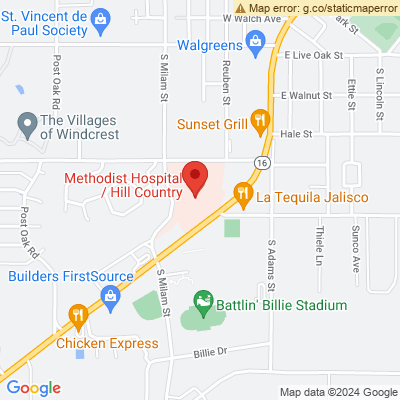 Map error: g.co/staticmaperror
St. Vincent de
Paul Society
W Walch Ave
W Walch Ave
Walgreens
E Live Oak St
Post Oak Rd
S Milam St
Reuben St
S Lincoln St
Ettie St
E Walnut St
Sunset Grill
Hale St
The Villages
of Windcrest
16
Methodist Hospital
/ Hill Country
La Tequila Jalisco
Post Oak Rd
S Adams St
Thiele Ln
Sunco Ave
Builders FirstSource
S Milam St
Battlin' Billie Stadium
Chicken Express
Billie Dr
Google
Map data ©2024 Google